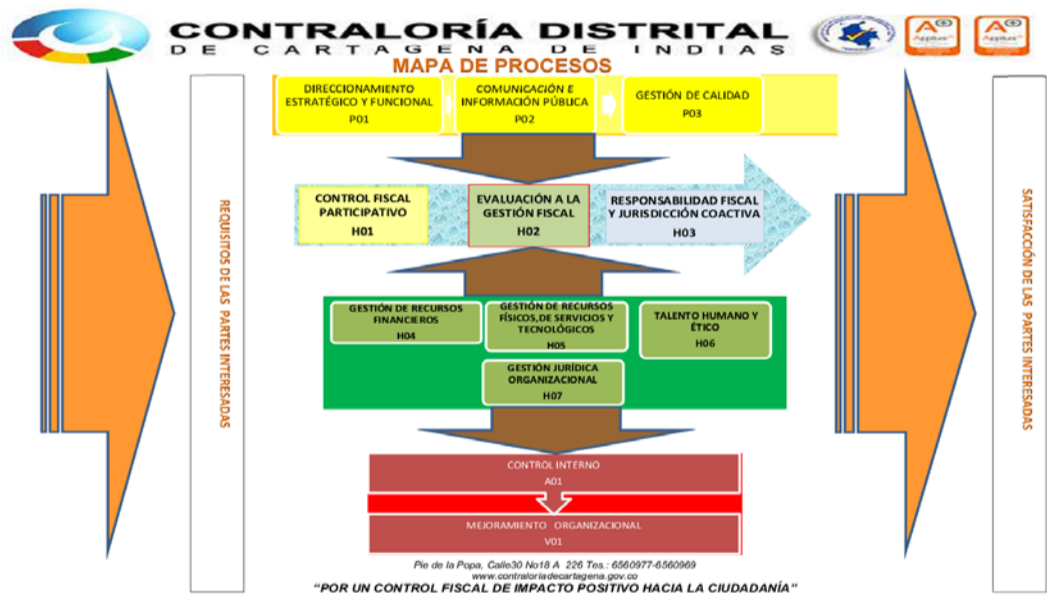 CONTRALORÍA DISTRITAL
DE CARTAGENA DE INDIAS
MAPA DE PROCESOS
DIRECCIONAMIENTO
ESTRATÉGICO Y FUNCIONAL
P01
COMUNICACIÓN E
INFORMACIÓN PÚBLICA
P02
GESTIÓN DE CALIDAD
P03
REQUISITOS DE LAS PARTES INTERESADAS
CONTROL FISCAL
PARTICIPATIVO
H01
EVALUACIÓN A LA
GESTIÓN FISCAL
H02
RESPONSABILIDAD FISCAL
Y JURISDICCIÓN COACTIVA
H03
GESTIÓN DE RECURSOS
FINANCIEROS
H04
GESTIÓN DE RECURSOS
FÍSICOS,DE SERVICIOS Y
TECNOLÓGICOS
H05
TALENTO HUMANO Y
ÉTICO
H06
GESTIÓN JURÍDICA
ORGANIZACIONAL
H07
CONTROL INTERNO
A01
MEJORAMIENTO ORGANIZACIONAL
V01
SATISFACCIÓN DE LAS PARTES INTERESADAS
Pie de la Popa, Calle30 No18 A 226 Tes.: 6560977-6560969
www.contraloriadecartagena.gov.co
"POR UN CONTROL FISCAL DE IMPACTO POSITIVO HACIA LA CIUDADANÍA"